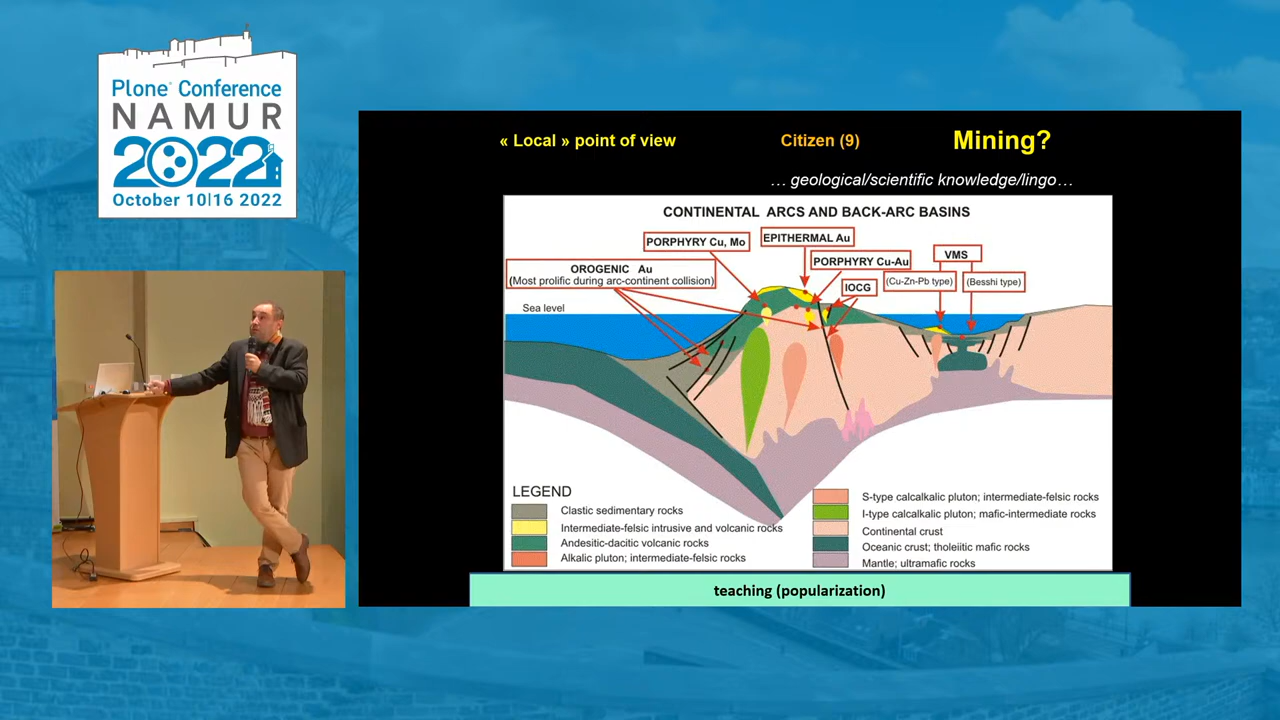 Plone® Conference
NAMUR
2022
October 10|16 2022
« Local » point of view
Citizen (9)
Mining?
… geological/scientific knowledge/lingo…
CONTINENTAL ARCS AND BACK-ARC BASINS
PORPHYRY Cu, Mo
EPITHERMAL Au
PORPHYRY Cu-Au
VMS
OROGENIC Au
(Most prolific during arc-continent collision)
IOCG
(Cu-Zn-Pb type)
(Besshi type)
Sea level
LEGEND
Clastic sedimentary rocks
Intermediate-felsic intrusive and volcanic rocks
Andesitic-dacitic volcanic rocks
Alkalic pluton; intermediate-felsic rocks
S-type calcalkalic pluton; intermediate-felsic rocks
I-type calcalkalic pluton; mafic-intermediate rocks
Continental crust
Oceanic crust; tholeiitic mafic rocks
Mantle; ultramafic rocks
teaching (popularization)